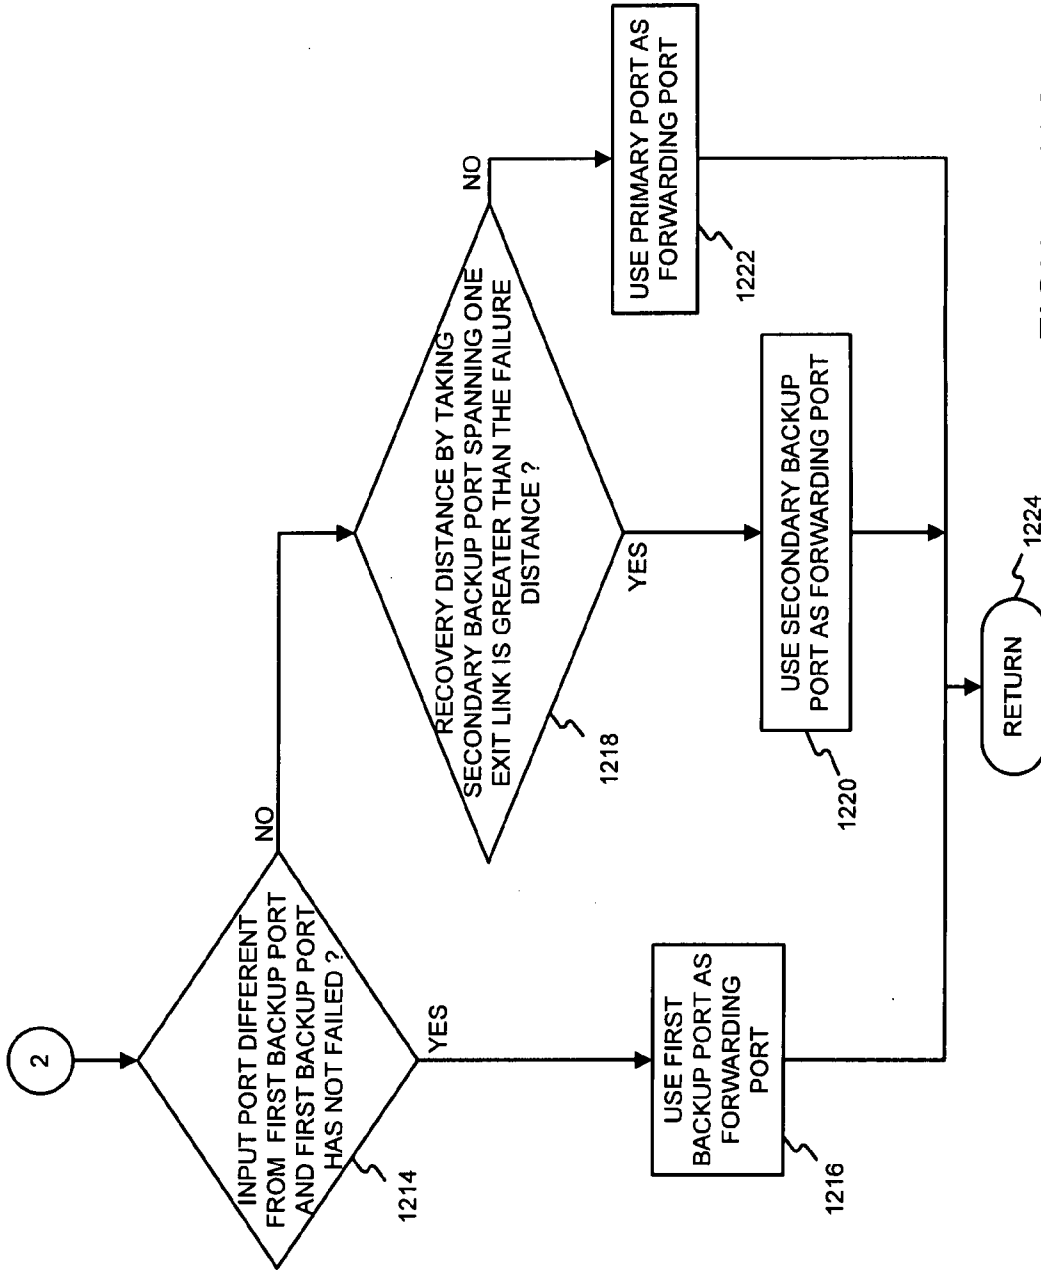 2
INPUT PORT DIFFERENT
FROM FIRST BACKUP PORT
AND FIRST BACKUP PORT
HAS NOT FAILED ?
1214
NO
YES
RECOVERY DISTANCE BY TAKING
SECONDARY BACKUP PORT SPANNING ONE
EXIT LINK IS GREATER THAN THE FAILURE
DISTANCE ?
1218
NO
YES
USE FIRST
BACKUP PORT AS
FORWARDING
PORT
1216
USE SECONDARY BACKUP
PORT AS FORWARDING PORT
1220
USE PRIMARY PORT AS
FORWARDING PORT
1222
RETURN
1224